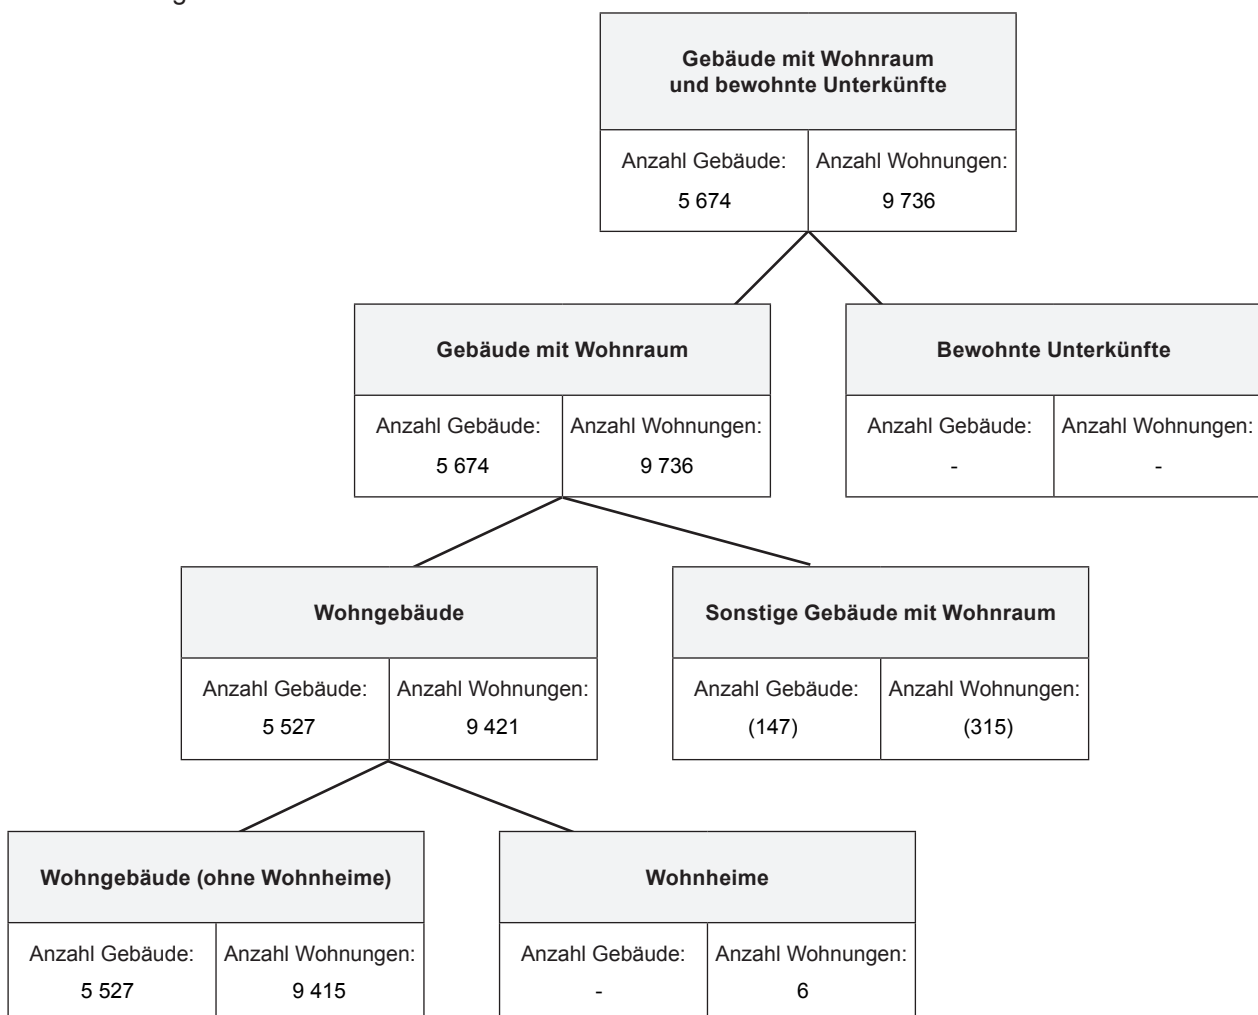 Gebäude mit Wohnraum
und bewohnte Unterkünfte
Anzahl Gebäude: Anzahl Wohnungen:
5 674 9 736
Gebäude mit Wohnraum
Anzahl Gebäude: Anzahl Wohnungen:
5 674 9 736
Bewohnte Unterkünfte
Anzahl Gebäude: Anzahl Wohnungen:
- -
Wohngebäude
Anzahl Gebäude: Anzahl Wohnungen:
5 527 9 421
Sonstige Gebäude mit Wohnraum
Anzahl Gebäude: Anzahl Wohnungen:
(147) (315)
Wohngebäude (ohne Wohnheime)
Anzahl Gebäude: Anzahl Wohnungen:
5 527 9 415
Wohnheime
Anzahl Gebäude: Anzahl Wohnungen:
- 6